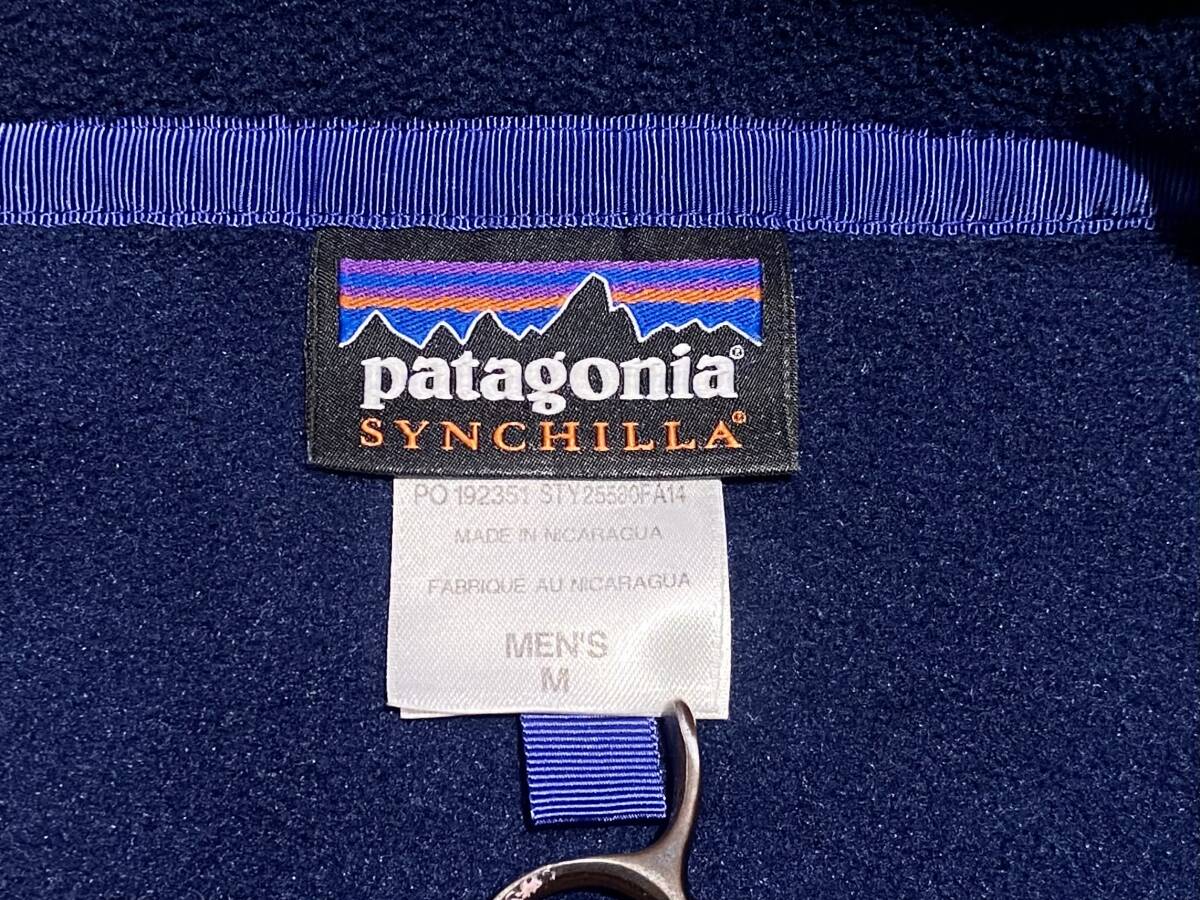 patagonia®
SYNCHILLA®
PO 192351 STY25580FA14
MADE IN NICARAGUA
FABRIQUE AU NICARAGUA
MEN'S
M